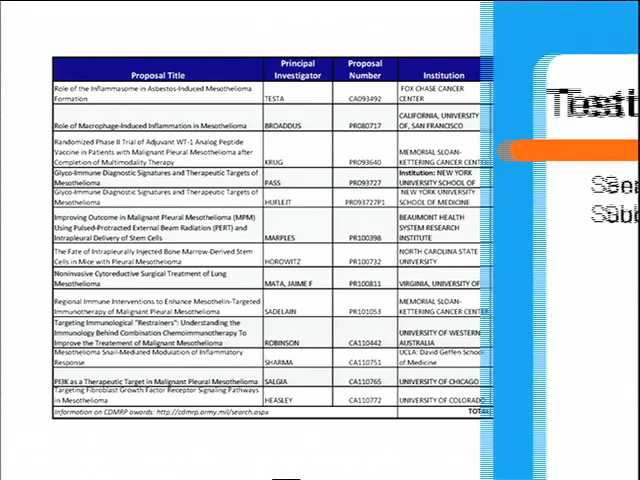 Proposal Title Principal Investigator Proposal Number Institution
Role of the Inflammasome in Asbestos-Induced Mesothelioma
Formation TESTA CA093492 FOX CHASE CANCER CENTER
Role of Macrophage-Induced Inflammation in Mesothelioma BROADDUS PR080717 CALIFORNIA, UNIVERSITY OF, SAN FRANCISCO
Randomized Phase II Trial of Adjuvant WT-1 Analog Peptide
Vaccine in Patients with Malignant Pleural Mesothelioma after
Completion of Multimodality Therapy KRUG PR093640 MEMORIAL SLOAN-KETTERING CANCER CENTER
Glyco-Immune Diagnostic Signatures and Therapeutic Targets of
Mesothelioma PASS PR093727 Institution: NEW YORK UNIVERSITY SCHOOL OF
Glyco-Immune Diagnostic Signatures and Therapeutic Targets of
Mesothelioma HUFLEJT PR093727P1 NEW YORK UNIVERSITY SCHOOL OF MEDICINE
Improving Outcome in Malignant Pleural Mesothelioma (MPM)
Using Pulsed-Protracted External Beam Radiation (PERT) and
Intrapleural Delivery of Stem Cells MARPLES PR100398 BEAUMONT HEALTH SYSTEM RESEARCH INSTITUTE
The Fate of Intrapleurally Injected Bone Marrow-Derived Stem
Cells in Mice with Pleural Mesothelioma HOROWITZ PR100732 NORTH CAROLINA STATE UNIVERSITY
Noninvasive Cytoreductive Surgical Treatment of Lung
Mesothelioma MATA, JAIME F PR100811 VIRGINIA, UNIVERSITY OF
Regional Immune Interventions to Enhance Mesothelin-Targeted
Immunotherapy of Malignant Pleural Mesothelioma SADELAIN PR101053 MEMORIAL SLOAN-KETTERING CANCER CENTER
Targeting Immunological "Restrainers": Understanding the
Immunology Behind Combination Chemoimmunotherapy To
Improve the Treatement of Malignant Mesothelioma ROBINSON CA110442 UNIVERSITY OF WESTERN AUSTRALIA
Mesothelioma Snail-Mediated Modulation of Inflammatory
Response SHARMA CA110751 UCLA: David Geffen School of Medicine
PI3K as a Therapeutic Target in Malignant Pleural Mesothelioma SALGIA CA110765 UNIVERSITY OF CHICAGO
Targeting Fibroblast Growth Factor Receptor Signaling Pathways
in Mesothelioma HEASLEY CA110772 UNIVERSITY OF COLORADO
Information on CDMRP awards: http://cdmrp.army.mil/search.aspx TOTAL